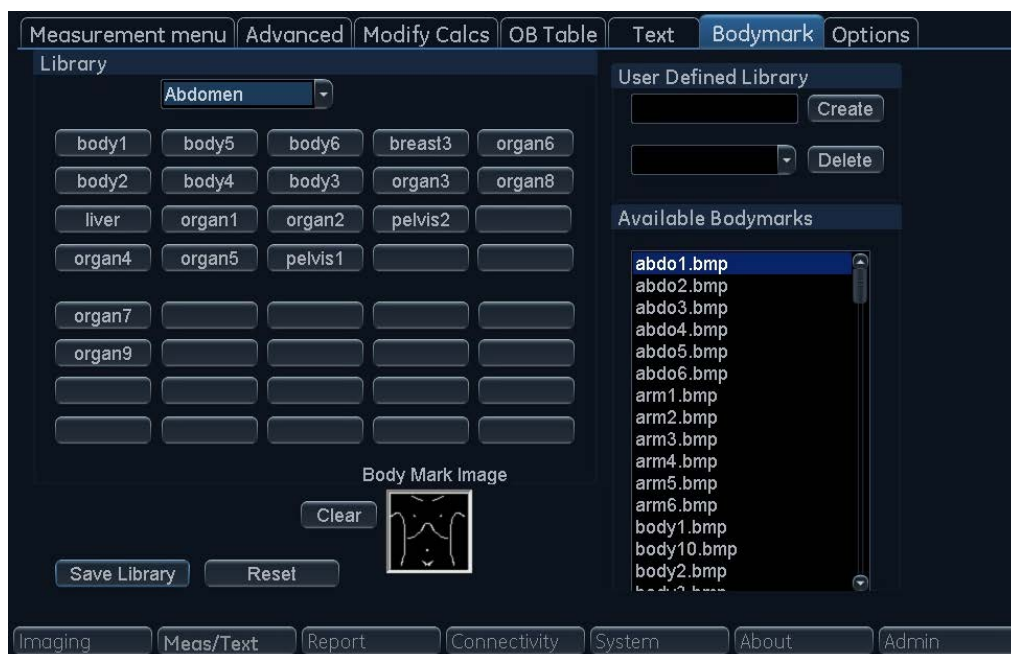 Measurement menu Advanced Modify Calcs OB Table Text Bodymark Options
Library
Abdomen
body1 body5 body6 breast3 organ6
body2 body4 body3 organ3 organ8
liver organ1 organ2 pelvis2
organ4 organ5 pelvis1
organ7
organ9
Body Mark Image
Clear
Save Library Reset
User Defined Library
Create
Delete
Available Bodymarks
abdo1.bmp
abdo2.bmp
abdo3.bmp
abdo4.bmp
abdo5.bmp
abdo6.bmp
arm1.bmp
arm2.bmp
arm3.bmp
arm4.bmp
arm5.bmp
arm6.bmp
body1.bmp
body10.bmp
body2.bmp
Imaging Meas/Text Report Connectivity System About Admin